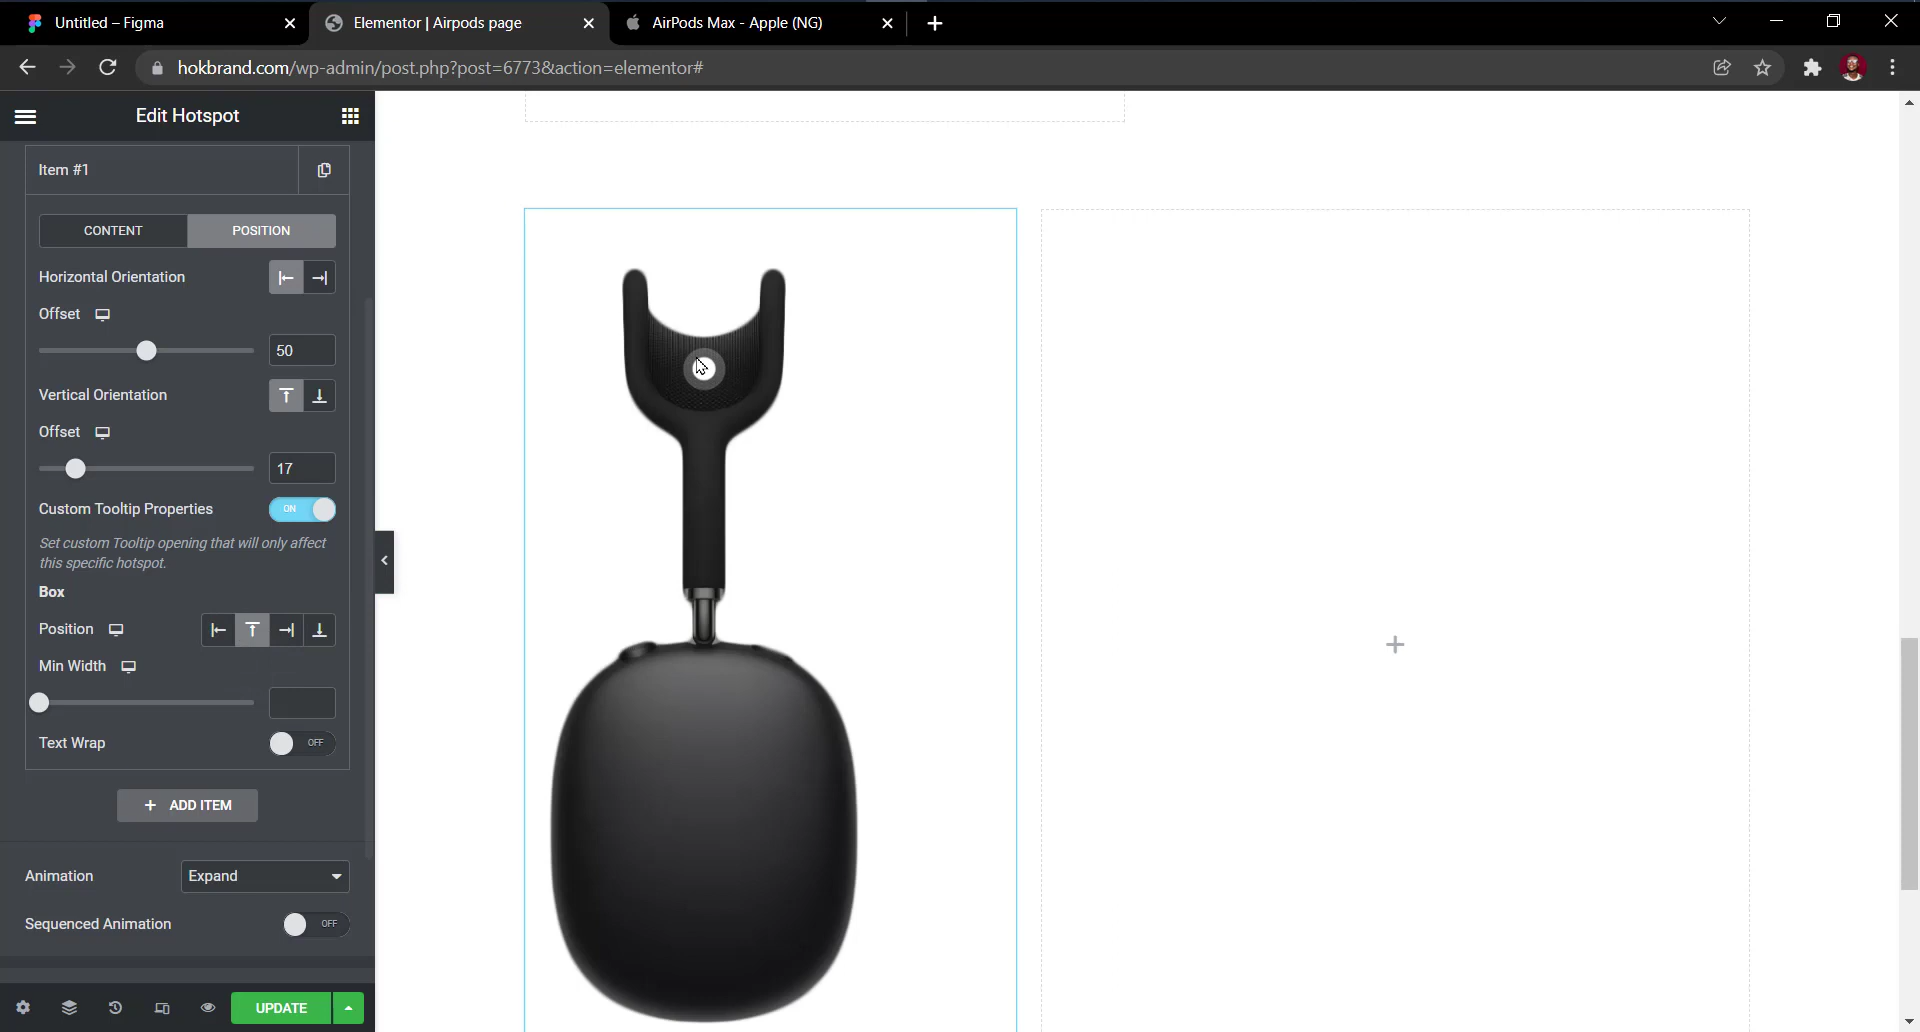 Untitled – Figma
Elementor | Airpods page
AirPods Max - Apple (NG)
hokbrand.com/wp-admin/post.php?post=6773&action=elementor#
Edit Hotspot
Item #1
CONTENT
POSITION
Horizontal Orientation
Offset
50
Vertical Orientation
Offset
17
Custom Tooltip Properties
ON
Set custom Tooltip opening that will only affect
this specific hotspot.
Box
Position
Min Width
Text Wrap
OFF
+ ADD ITEM
Animation
Expand
Sequenced Animation
OFF
UPDATE